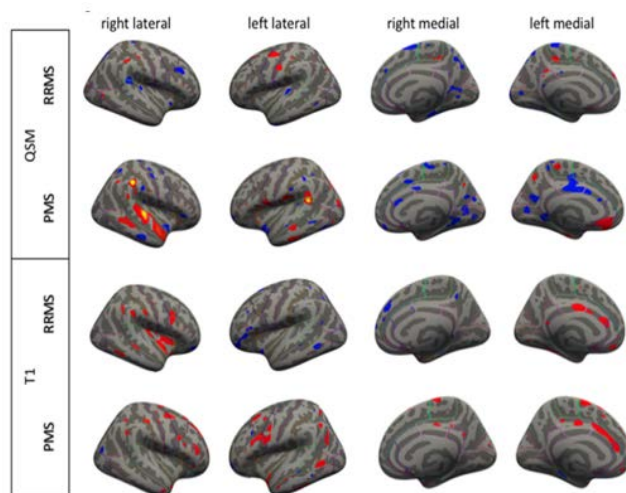 right lateral left lateral right medial left medial
QSM
RRMS
PMS
T1
RRMS
PMS